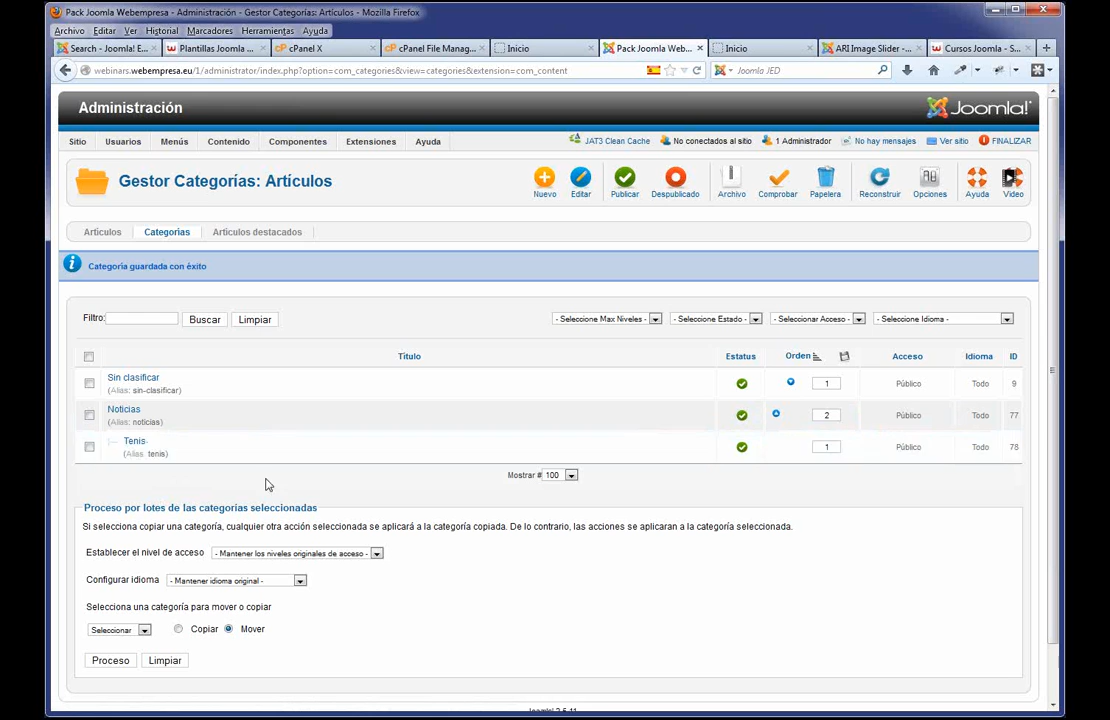 Pack Joomla Webempresa - Administración - Gestor Categorías: Artículos - Mozilla Firefox
Archivo Editar Ver Historial Marcadores Herramientas Ayuda
Search - Joomla! E... Plantillas Joomla ... cPanel X cPanel File Manag... Inicio Pack Joomla Web... Inicio ARI Image Slider -... Cursos Joomla - S...
webinars.webempresa.eu/1/administrator/index.php?option=com_categories&view=categories&extension=com_content Joomla JED
Administración Joomla!
Sitio Usuarios Menús Contenido Componentes Extensiones Ayuda JAT3 Clean Cache No conectados al sitio 1 Administrador No hay mensajes Ver sitio FINALIZAR
Gestor Categorías: Artículos
Nuevo Editar Publicar Despublicado Archivo Comprobar Papelera Reconstruir Opciones Ayuda Video
Artículos Categorías Artículos destacados
Categoría guardada con éxito
Filtro: Buscar Limpiar - Seleccione Max Niveles - - Seleccione Estado - - Seleccionar Acceso - - Seleccione Idioma -
Título Estatus Orden Acceso Idioma ID
Sin clasificar
(Alias: sin-clasificar) 1 Público Todo 9
Noticias
(Alias: noticias) 2 Público Todo 77
Tenis
(Alias: tenis) 1 Público Todo 78
Mostrar # 100
Proceso por lotes de las categorías seleccionadas
Si selecciona copiar una categoría, cualquier otra acción seleccionada se aplicará a la categoría copiada. De lo contrario, las acciones se aplicaran a la categoría seleccionada.
Establecer el nivel de acceso - Mantener los niveles originales de acceso -
Configurar idioma - Mantener idioma original -
Selecciona una categoría para mover o copiar
Seleccionar Copiar Mover
Proceso Limpiar